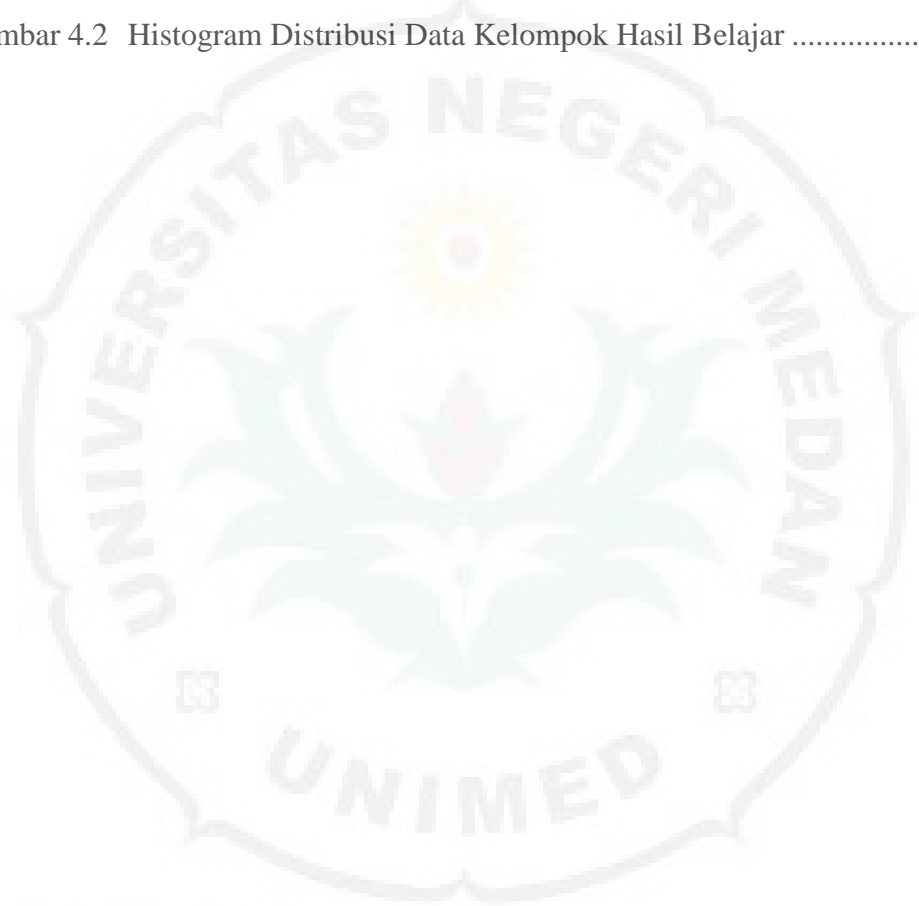 mbar 4.2 Histogram Distribusi Data Kelompok Hasil Belajar ................
UNIVERSITAS NEGERI MEDAN
UNIMED